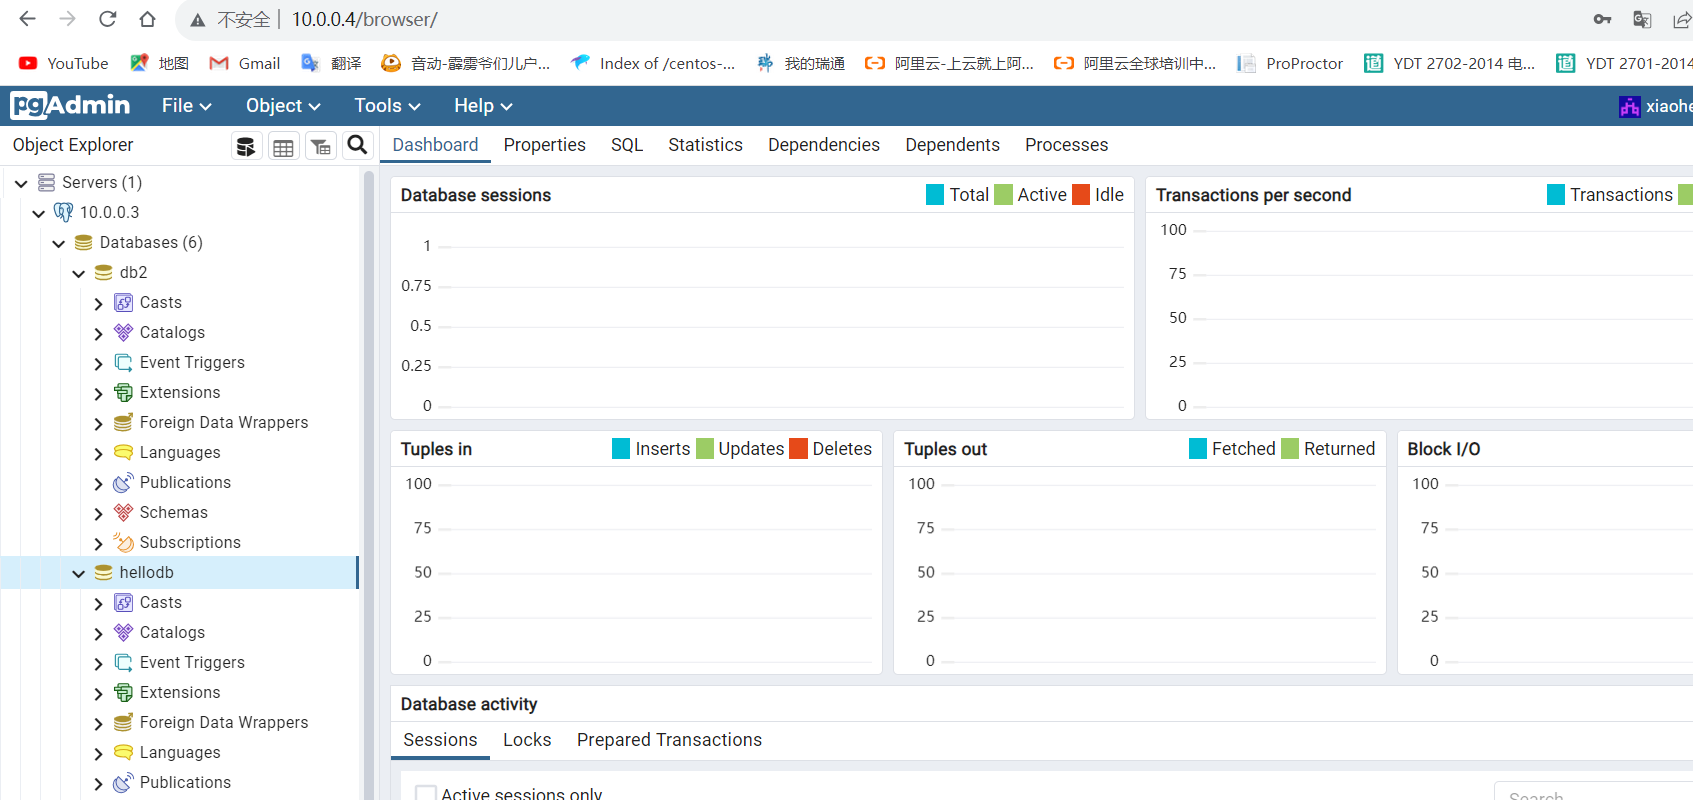 不安全 10.0.0.4/browser/
YouTube 地图 Gmail 翻译 音动-霹雳爷们儿户... Index of /centos-... 我的瑞通 阿里云-上云就上阿... 阿里云全球培训中... ProProctor YDT 2702-2014 电... YDT 2701-2014
pgAdmin File Object Tools Help xiaohe
Object Explorer Dashboard Properties SQL Statistics Dependencies Dependents Processes
Servers (1)
10.0.0.3
Databases (6)
db2
Casts
Catalogs
Event Triggers
Extensions
Foreign Data Wrappers
Languages
Publications
Schemas
Subscriptions
hellodb
Casts
Catalogs
Event Triggers
Extensions
Foreign Data Wrappers
Languages
Publications
Database sessions Total Active Idle
1
0.75
0.5
0.25
0
Transactions per second Transactions
100
75
50
25
0
Tuples in Inserts Updates Deletes
100
75
50
25
0
Tuples out Fetched Returned
100
75
50
25
0
Block I/O
100
75
50
25
0
Database activity
Sessions Locks Prepared Transactions
Active sessions only Search